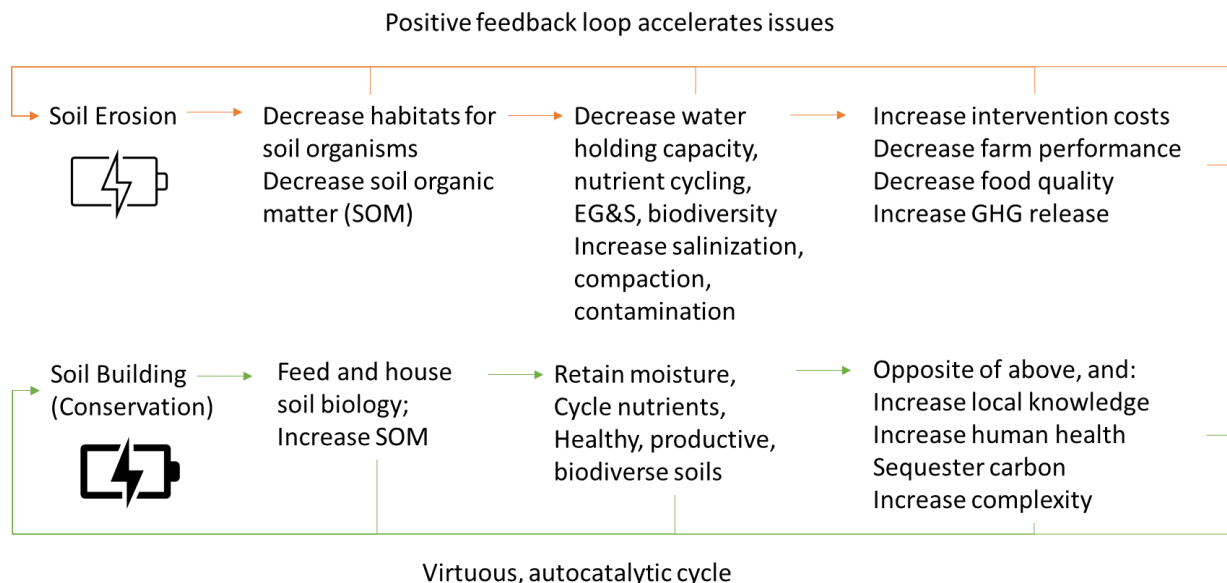 Positive feedback loop accelerates issues
Soil Erosion
Decrease habitats for
soil organisms
Decrease soil organic
matter (SOM)
Decrease water
holding capacity,
nutrient cycling,
EG&S, biodiversity
Increase salinization,
compaction,
contamination
Increase intervention costs
Decrease farm performance
Decrease food quality
Increase GHG release
Soil Building
(Conservation)
Feed and house
soil biology;
Increase SOM
Retain moisture,
Cycle nutrients,
Healthy, productive,
biodiverse soils
Opposite of above, and:
Increase local knowledge
Increase human health
Sequester carbon
Increase complexity
Virtuous, autocatalytic cycle